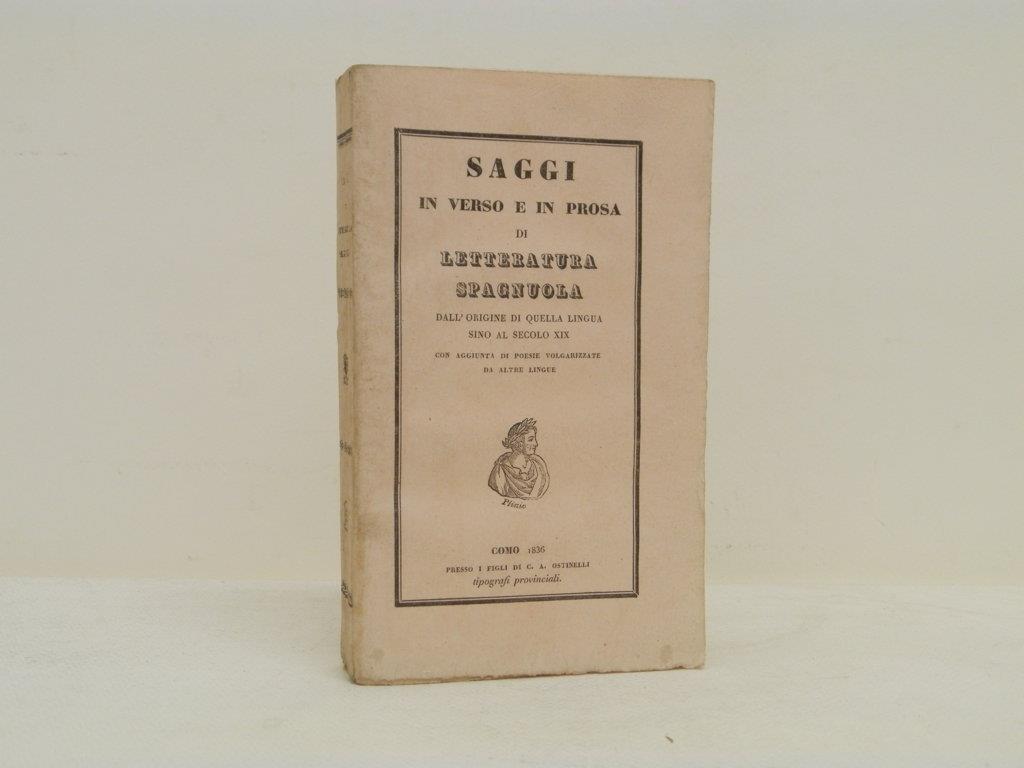 SAGGI
IN VERSO E IN PROSA
DI
LETTERATURA
SPAGNUOLA
DALL' ORIGINE DI QUELLA LINGUA
SINO AL SECOLO XIX
CON AGGIUNTA DI POESIE VOLGARIZZATE
DA ALTRE LINGUE
Plinio
COMO 1836
PRESSO I FIGLI DI C. A. OSTINELLI
tipografi provinciali.